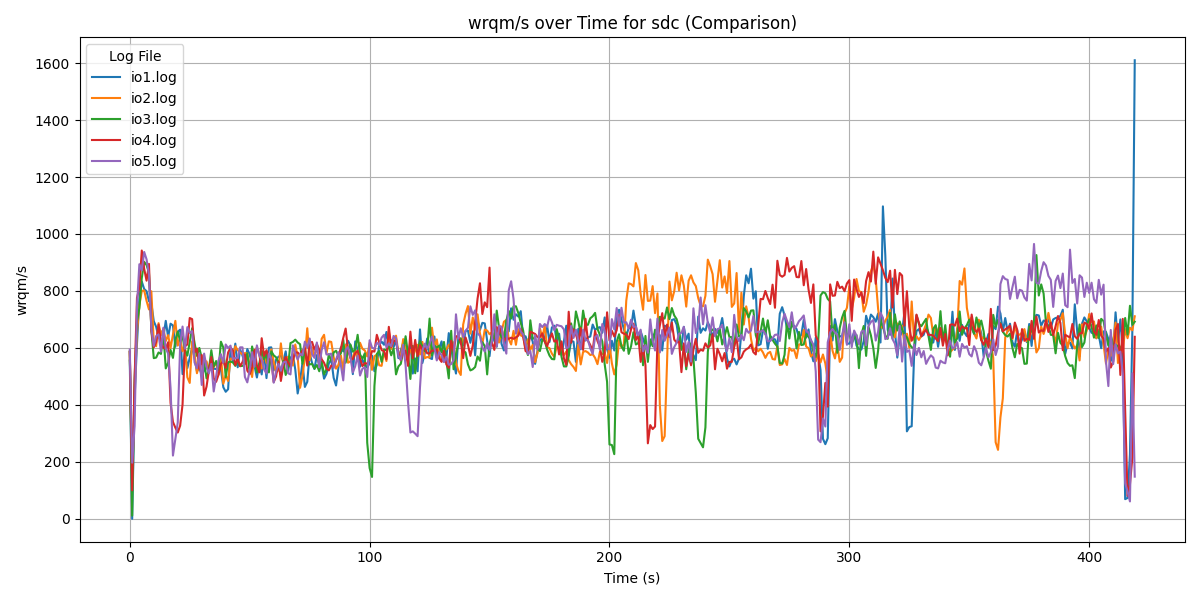 wrqm/s over Time for sdc (Comparison)
Log File
io1.log
io2.log
io3.log
io4.log
io5.log
wrqm/s
1600
1400
1200
1000
800
600
400
200
0
0 100 200 300 400
Time (s)